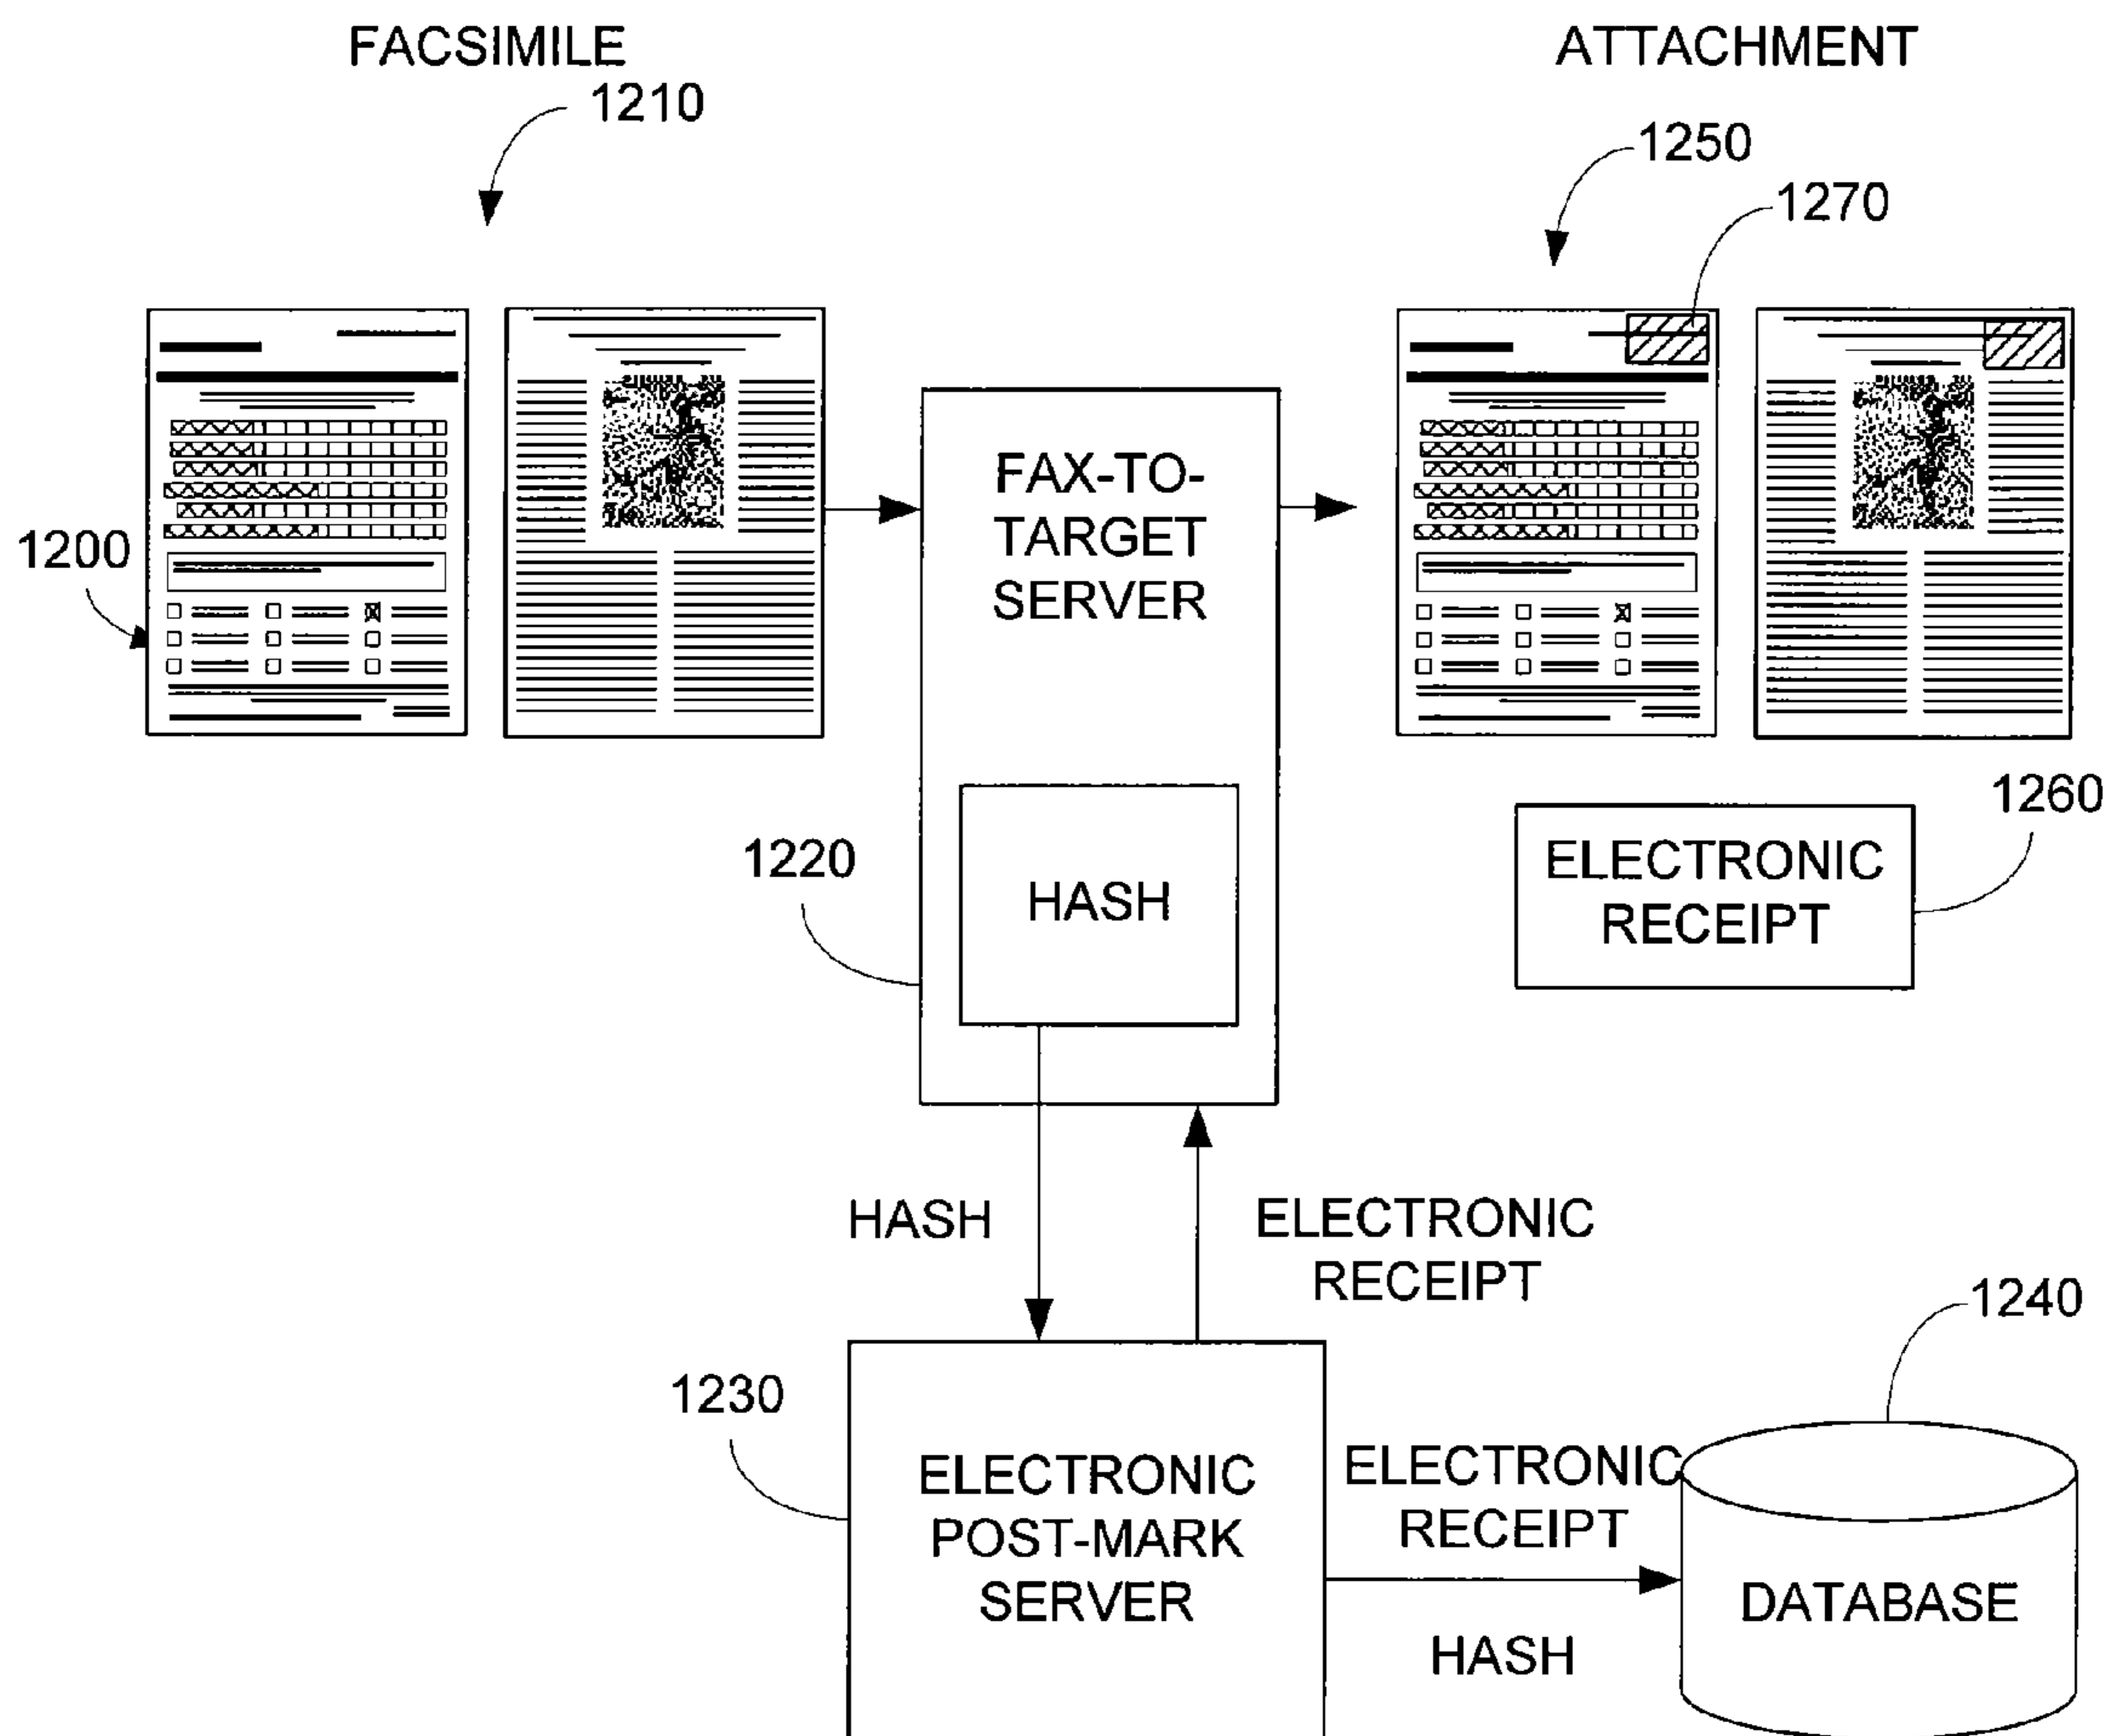 FACSIMILE
1210
ATTACHMENT
1250
1270
1200
FAX-TO-
TARGET
SERVER
HASH
1220
1260
ELECTRONIC
RECEIPT
HASH
ELECTRONIC
RECEIPT
1230
1240
ELECTRONIC
POST-MARK
SERVER
ELECTRONIC
RECEIPT
HASH
DATABASE